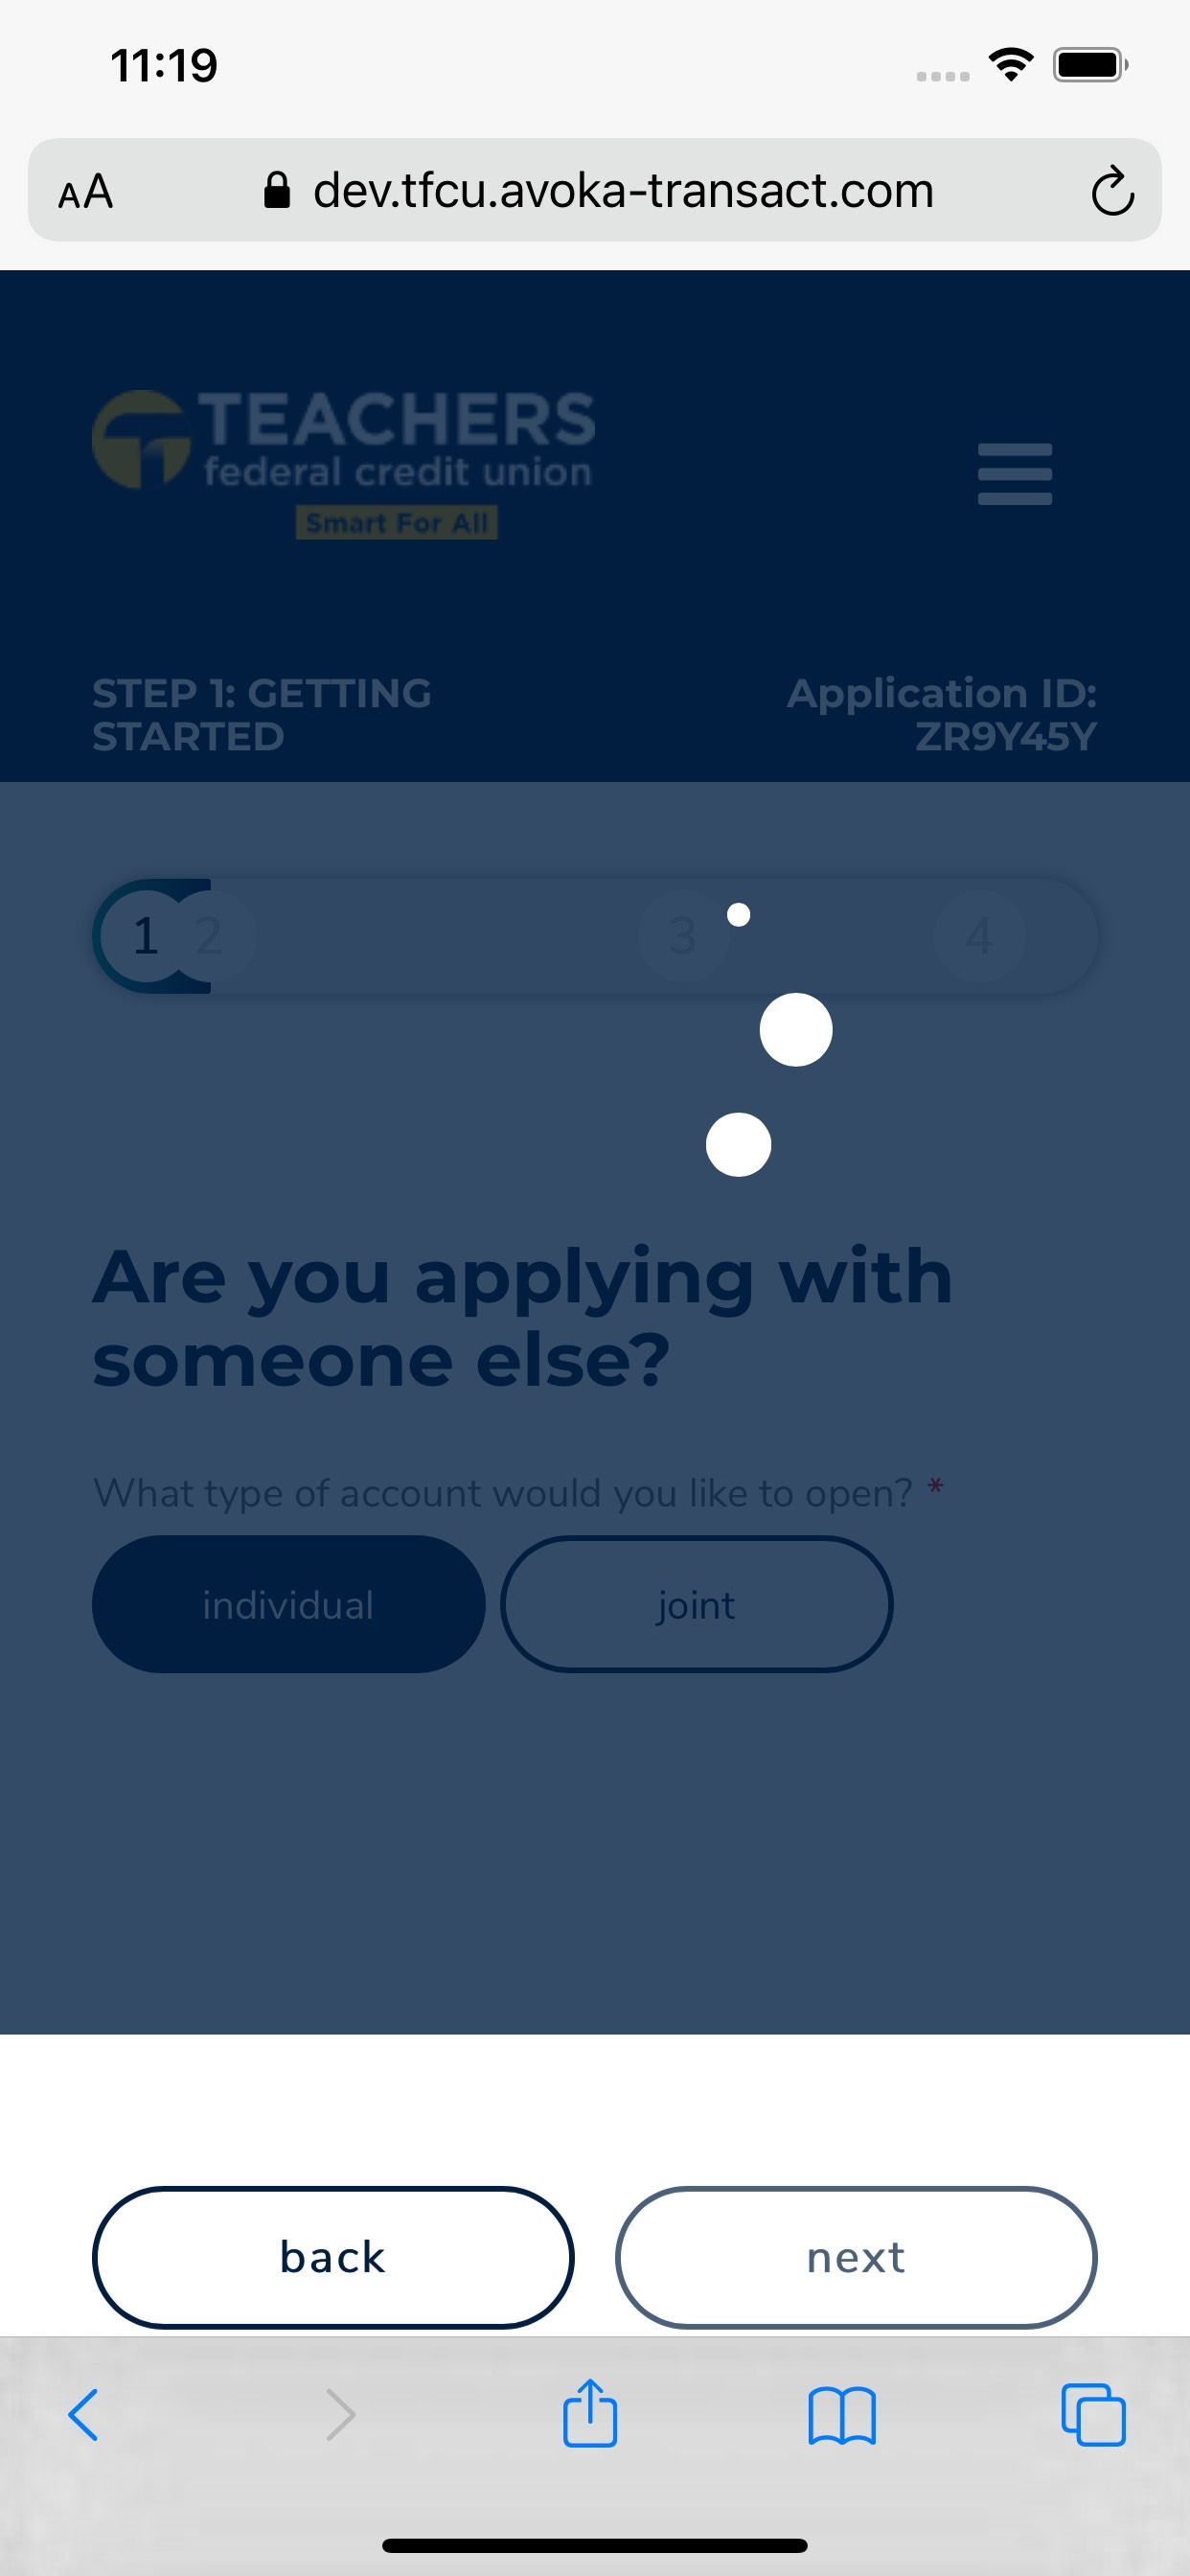 11:19
AA dev.tfcu.avoka-transact.com
TEACHERS
federal credit union
Smart For All
STEP 1: GETTING
STARTED
Application ID:
ZR9Y45Y
1 2 3 4
Are you applying with
someone else?
What type of account would you like to open? *
individual joint
back next